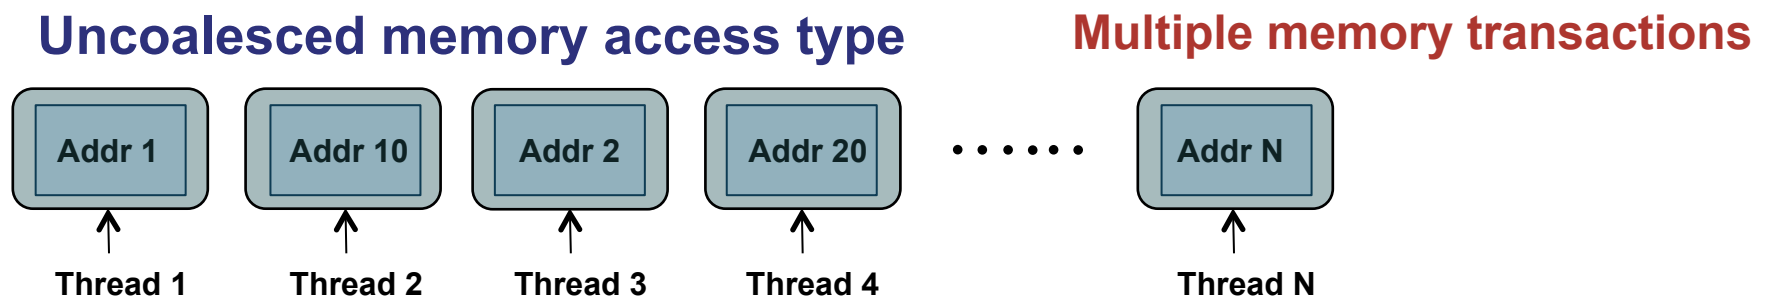 Uncoalesced memory access type
Multiple memory transactions
Addr 1
Addr 10
Addr 2
Addr 20
......
Addr N
Thread 1
Thread 2
Thread 3
Thread 4
Thread N